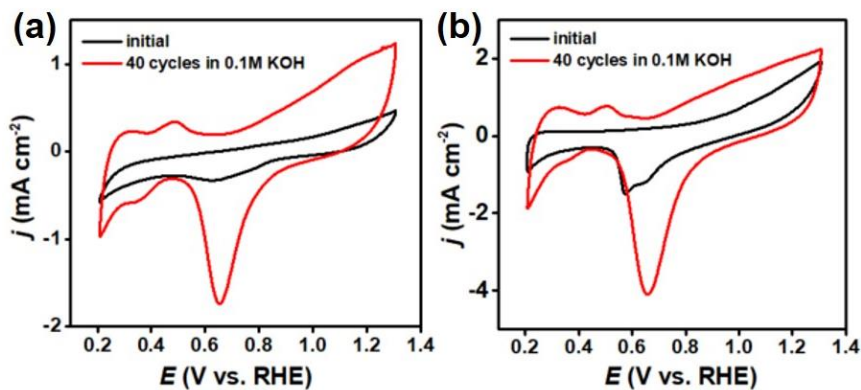 (a)
initial
40 cycles in 0.1M KOH
j (mA cm-2)
1
0
-1
-2
0.2 0.4 0.6 0.8 1.0 1.2 1.4
E (V vs. RHE)
(b)
initial
40 cycles in 0.1M KOH
j (mA cm-2)
2
0
-2
-4
0.2 0.4 0.6 0.8 1.0 1.2 1.4
E (V vs. RHE)